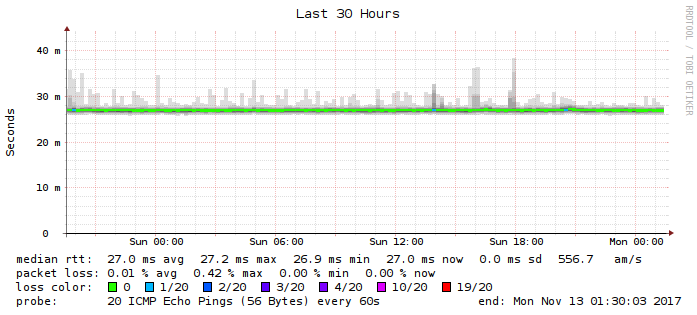 Last 30 Hours
RRDTOOL / TOBI OETIKER
Seconds
40 m
30 m
20 m
10 m
0
Sun 00:00 Sun 06:00 Sun 12:00 Sun 18:00 Mon 00:00
median rtt: 27.0 ms avg 27.2 ms max 26.9 ms min 27.0 ms now 0.0 ms sd 556.7 am/s
packet loss: 0.01 % avg 0.42 % max 0.00 % min 0.00 % now
loss color: 0 1/20 2/20 3/20 4/20 10/20 19/20
probe: 20 ICMP Echo Pings (56 Bytes) every 60s end: Mon Nov 13 01:30:03 2017